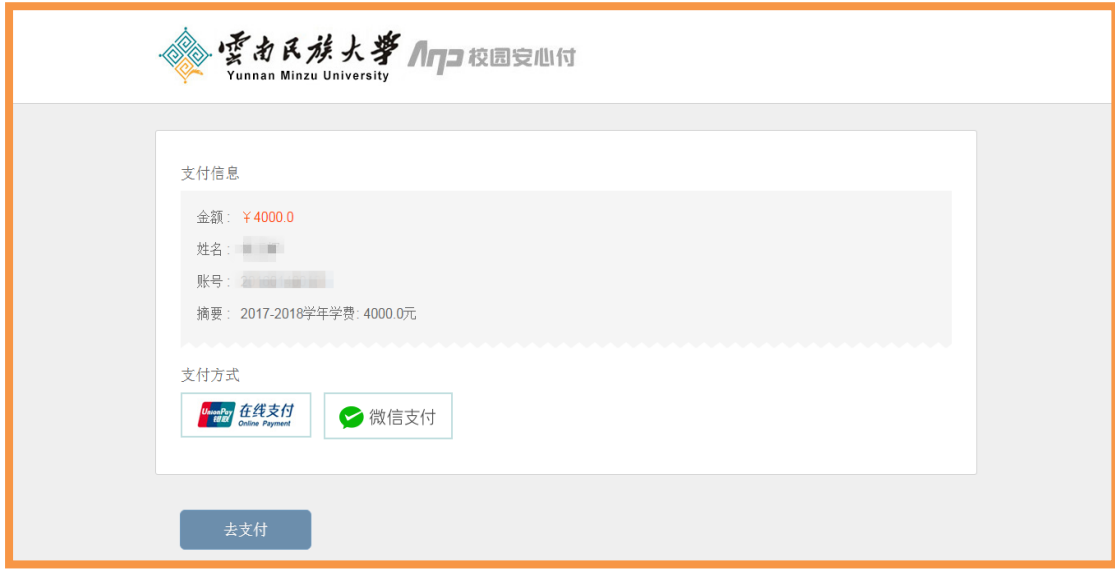 雲南民族大學
Yunnan Minzu University
校园安心付
支付信息
金额：￥4000.0
姓名：
账号：
摘要：2017-2018学年学费: 4000.0元
支付方式
UnionPay 银联 在线支付 Online Payment
微信支付
去支付